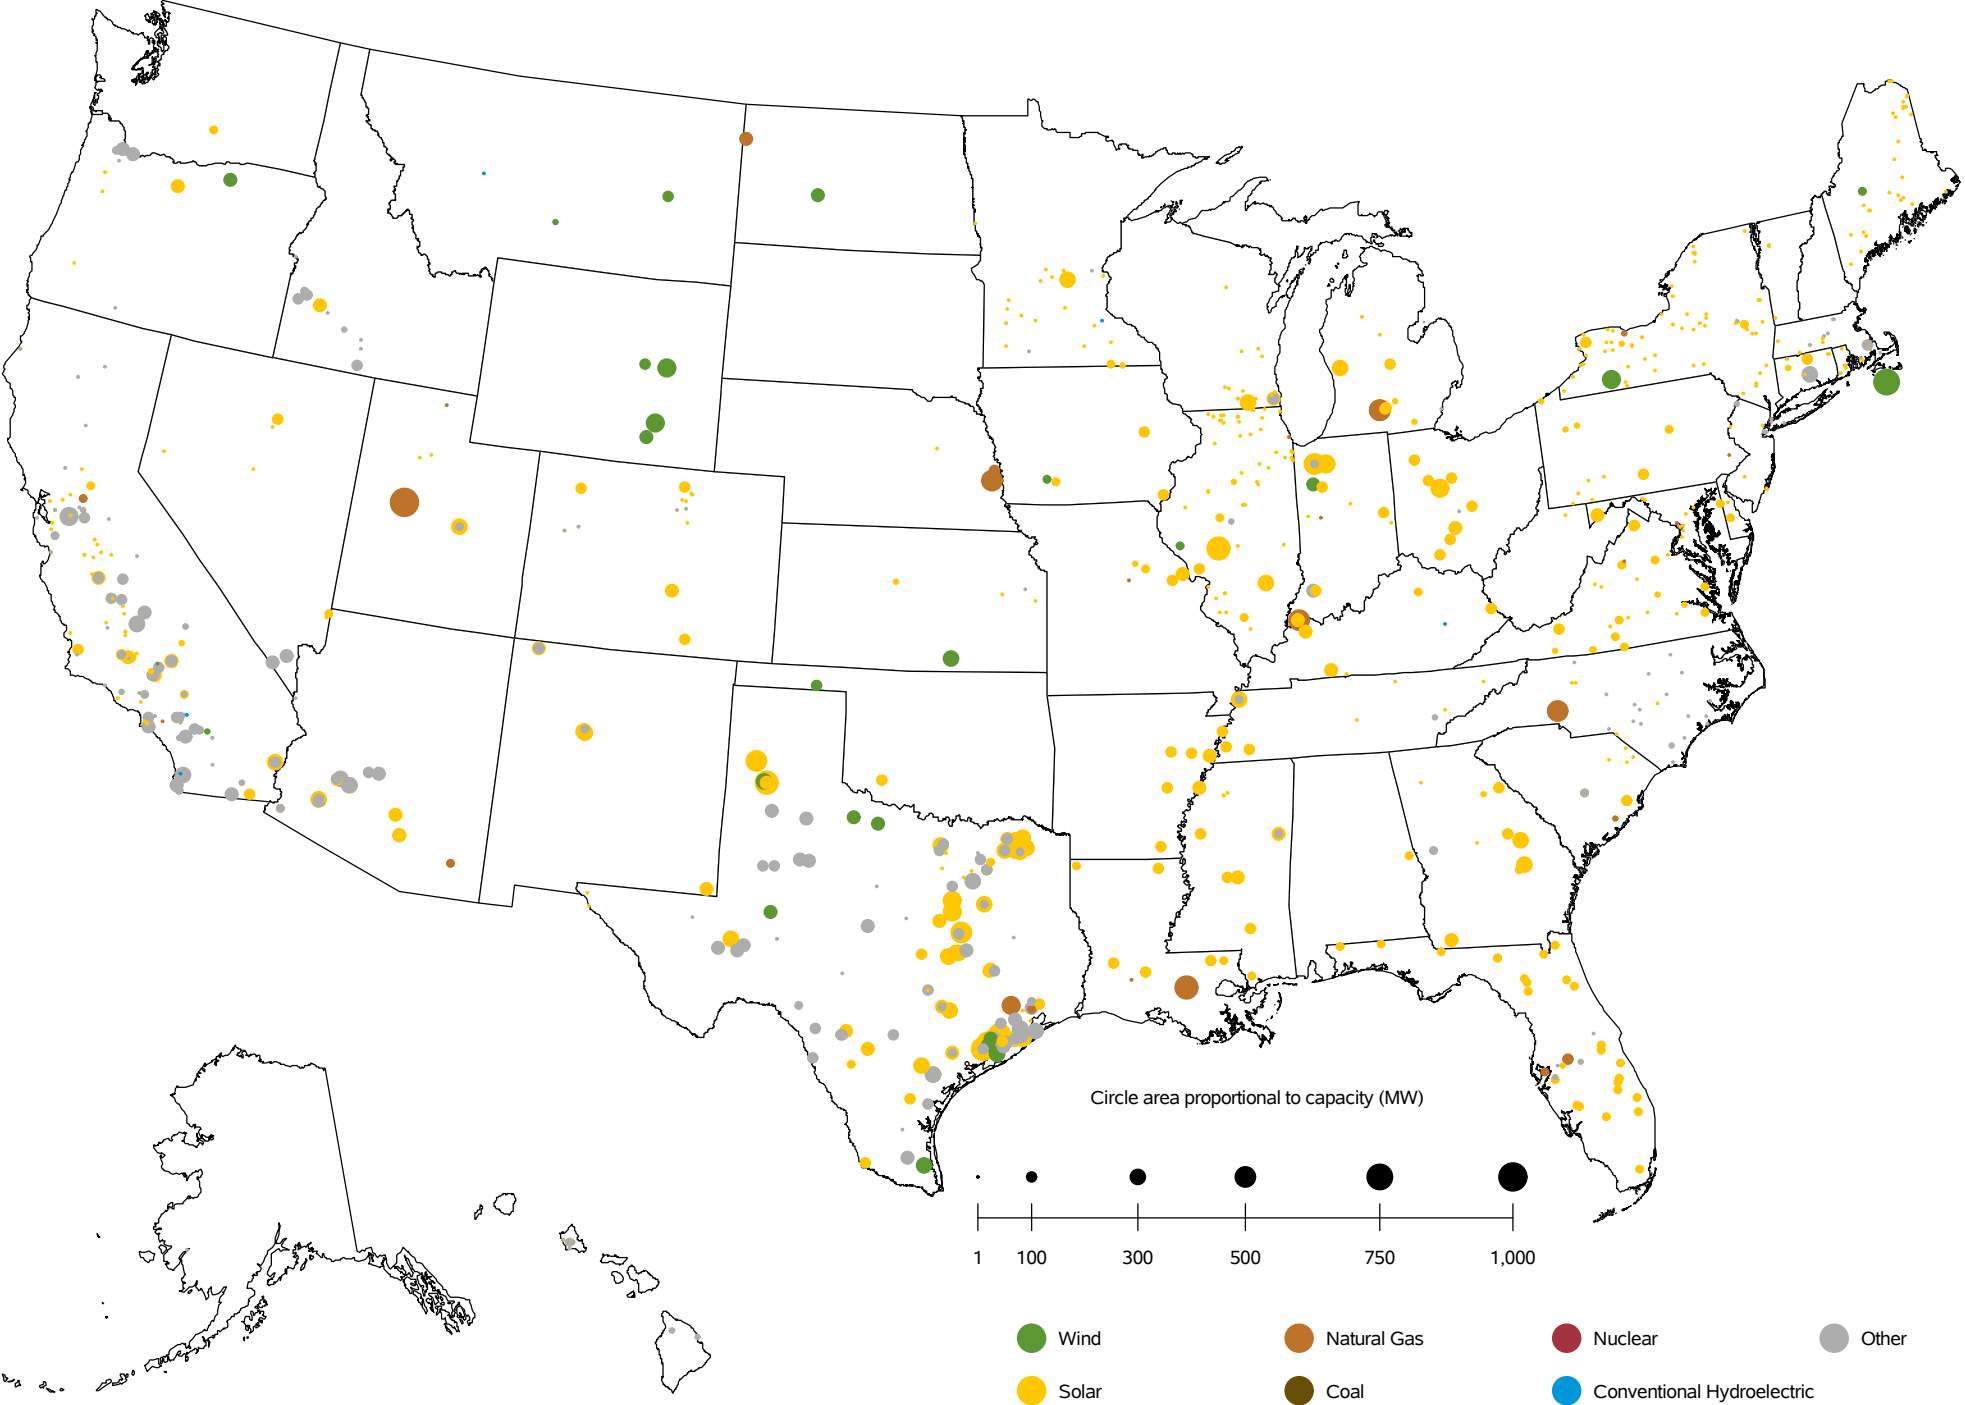 Circle area proportional to capacity (MW)
1 100 300 500 750 1,000
Wind Natural Gas Nuclear Other
Solar Coal Conventional Hydroelectric